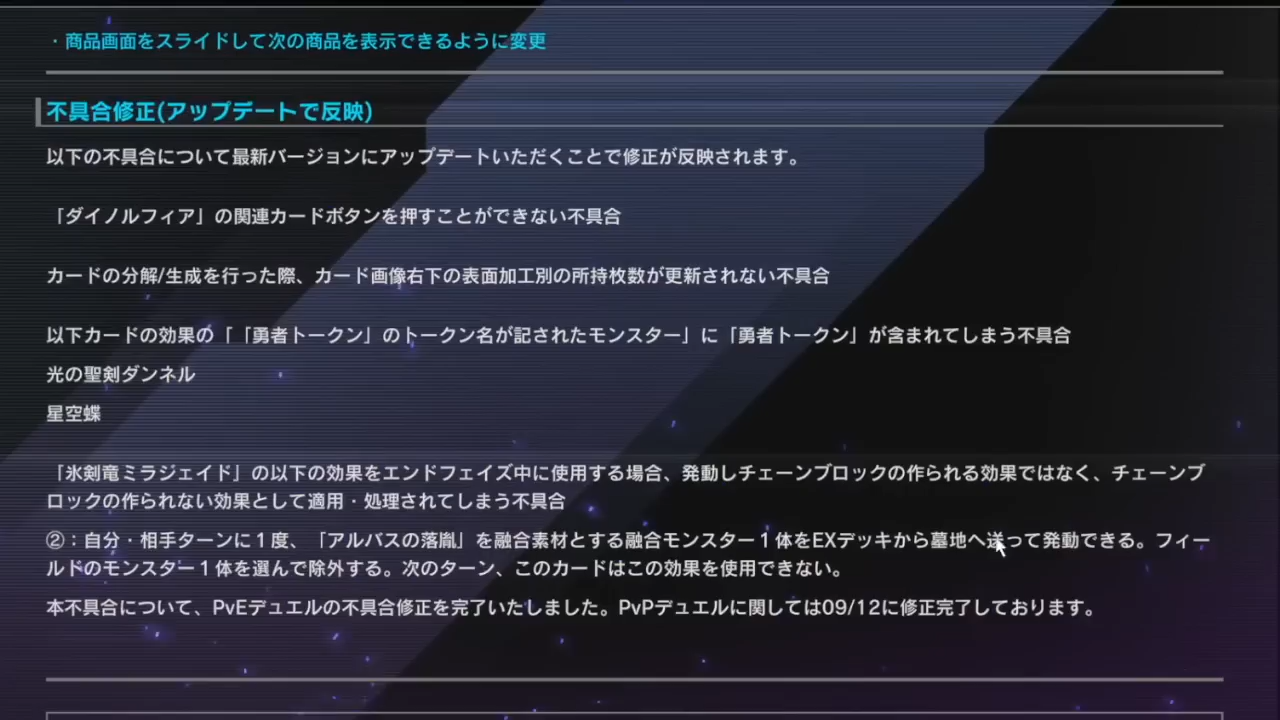 ・商品画面をスライドして次の商品を表示できるように変更
不具合修正(アップデートで反映)
以下の不具合について最新バージョンにアップデートいただくことで修正が反映されます。
「ダイノルフィア」の関連カードボタンを押すことができない不具合
カードの分解/生成を行った際、カード画像右下の表面加工別の所持枚数が更新されない不具合
以下カードの効果の「「勇者トークン」のトークン名が記されたモンスター」に「勇者トークン」が含まれてしまう不具合
光の聖剣ダンネル
星空蝶
「氷剣竜ミラジェイド」の以下の効果をエンドフェイズ中に使用する場合、発動しチェーンブロックの作られる効果ではなく、チェーンブ
ロックの作られない効果として適用・処理されてしまう不具合
②：自分・相手ターンに１度、「アルバスの落胤」を融合素材とする融合モンスター１体をEXデッキから墓地へ送って発動できる。フィー
ルドのモンスター１体を選んで除外する。次のターン、このカードはこの効果を使用できない。
本不具合について、PvEデュエルの不具合修正を完了いたしました。PvPデュエルに関しては09/12に修正完了しております。